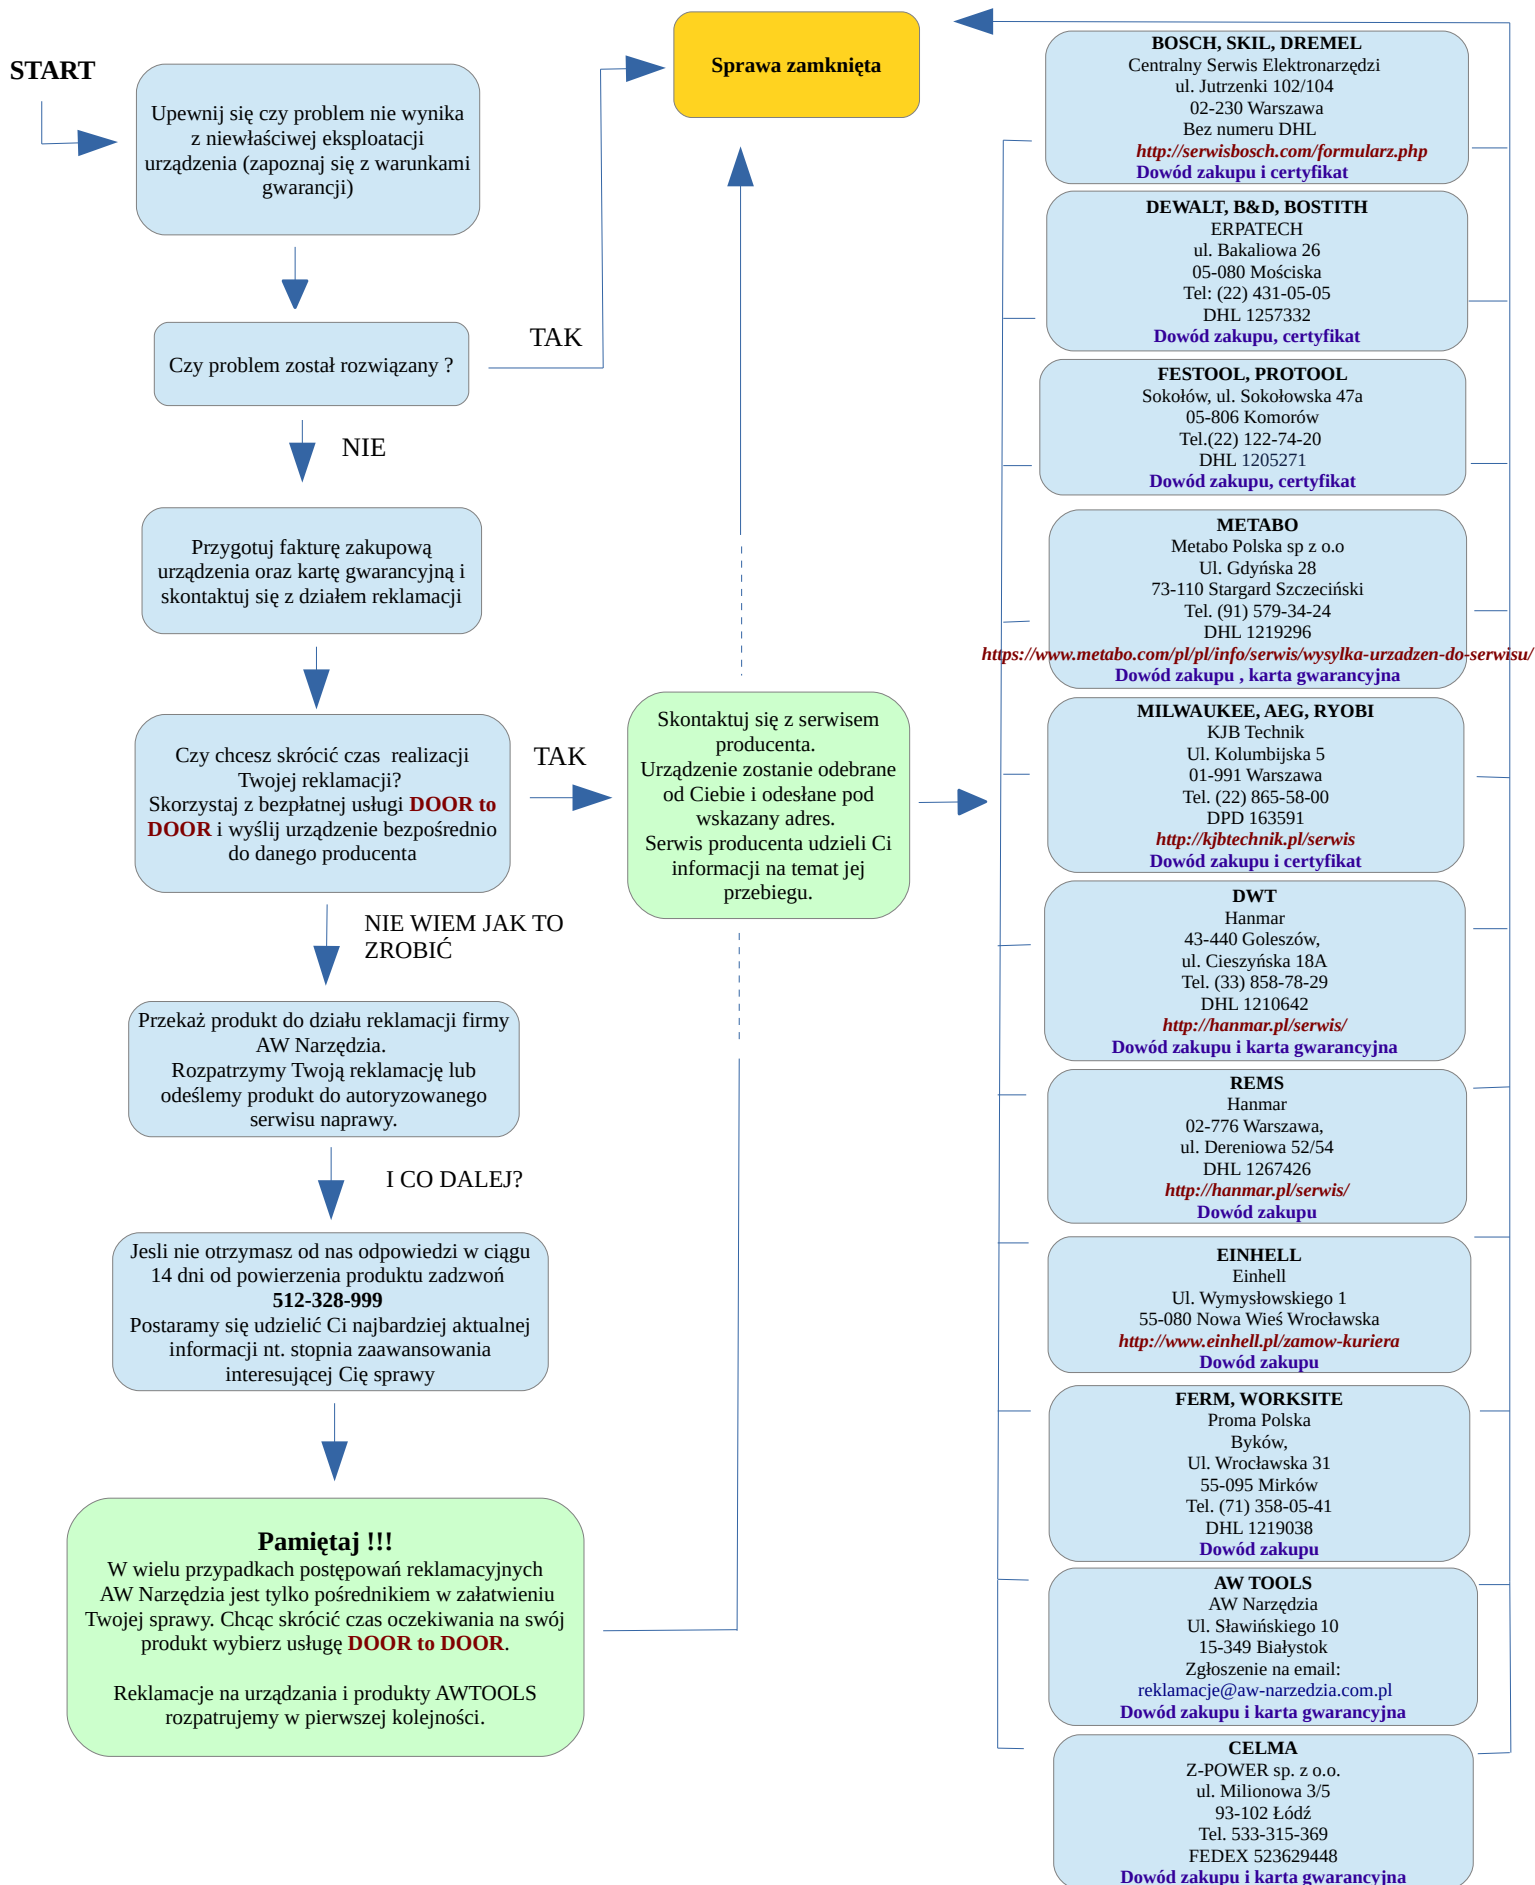 START
Upewnij się czy problem nie wynika
z niewłaściwej eksploatacji
urządzenia (zapoznaj się z warunkami
gwarancji)
Czy problem został rozwiązany ?
TAK
Sprawa zamknięta
NIE
Przygotuj fakturę zakupową
urządzenia oraz kartę gwarancyjną i
skontaktuj się z działem reklamacji
Czy chcesz skrócić czas realizacji
Twojej reklamacji?
Skorzystaj z bezpłatnej usługi DOOR to
DOOR i wyślij urządzenie bezpośrednio
do danego producenta
TAK
Skontaktuj się z serwisem
producenta.
Urządzenie zostanie odebrane
od Ciebie i odesłane pod
wskazany adres.
Serwis producenta udzieli Ci
informacji na temat jej
przebiegu.
NIE WIEM JAK TO
ZROBIĆ
Przekaż produkt do działu reklamacji firmy
AW Narzędzia.
Rozpatrzymy Twoją reklamację lub
odeślemy produkt do autoryzowanego
serwisu naprawy.
I CO DALEJ?
Jesli nie otrzymasz od nas odpowiedzi w ciągu
14 dni od powierzenia produktu zadzwoń
512-328-999
Postaramy się udzielić Ci najbardziej aktualnej
informacji nt. stopnia zaawansowania
interesującej Cię sprawy
Pamiętaj !!!
W wielu przypadkach postępowań reklamacyjnych
AW Narzędzia jest tylko pośrednikiem w załatwieniu
Twojej sprawy. Chcąc skrócić czas oczekiwania na swój
produkt wybierz usługę DOOR to DOOR.
Reklamacje na urządzania i produkty AWTOOLS
rozpatrujemy w pierwszej kolejności.
BOSCH, SKIL, DREMEL
Centralny Serwis Elektronarzędzi
ul. Jutrzenki 102/104
02-230 Warszawa
Bez numeru DHL
http://serwisbosch.com/formularz.php
Dowód zakupu i certyfikat
DEWALT, B&D, BOSTITH
ERPATECH
ul. Bakaliowa 26
05-080 Mościska
Tel: (22) 431-05-05
DHL 1257332
Dowód zakupu, certyfikat
FESTOOL, PROTOOL
Sokołów, ul. Sokołowska 47a
05-806 Komorów
Tel.(22) 122-74-20
DHL 1205271
Dowód zakupu, certyfikat
METABO
Metabo Polska sp z o.o
Ul. Gdyńska 28
73-110 Stargard Szczeciński
Tel. (91) 579-34-24
DHL 1219296
https://www.metabo.com/pl/pl/info/serwis/wysylka-urzadzen-do-serwisu/
Dowód zakupu , karta gwarancyjna
MILWAUKEE, AEG, RYOBI
KJB Technik
Ul. Kolumbijska 5
01-991 Warszawa
Tel. (22) 865-58-00
DPD 163591
http://kjbtechnik.pl/serwis
Dowód zakupu i certyfikat
DWT
Hanmar
43-440 Goleszów,
ul. Cieszyńska 18A
Tel. (33) 858-78-29
DHL 1210642
http://hanmar.pl/serwis/
Dowód zakupu i karta gwarancyjna
REMS
Hanmar
02-776 Warszawa,
ul. Dereniowa 52/54
DHL 1267426
http://hanmar.pl/serwis/
Dowód zakupu
EINHELL
Einhell
Ul. Wymysłowskiego 1
55-080 Nowa Wieś Wrocławska
http://www.einhell.pl/zamow-kuriera
Dowód zakupu
FERM, WORKSITE
Proma Polska
Byków,
Ul. Wrocławska 31
55-095 Mirków
Tel. (71) 358-05-41
DHL 1219038
Dowód zakupu
AW TOOLS
AW Narzędzia
Ul. Sławińskiego 10
15-349 Białystok
Zgłoszenie na email:
reklamacje@aw-narzedzia.com.pl
Dowód zakupu i karta gwarancyjna
CELMA
Z-POWER sp. z o.o.
ul. Milionowa 3/5
93-102 Łódź
Tel. 533-315-369
FEDEX 523629448
Dowód zakupu i karta gwarancyjna